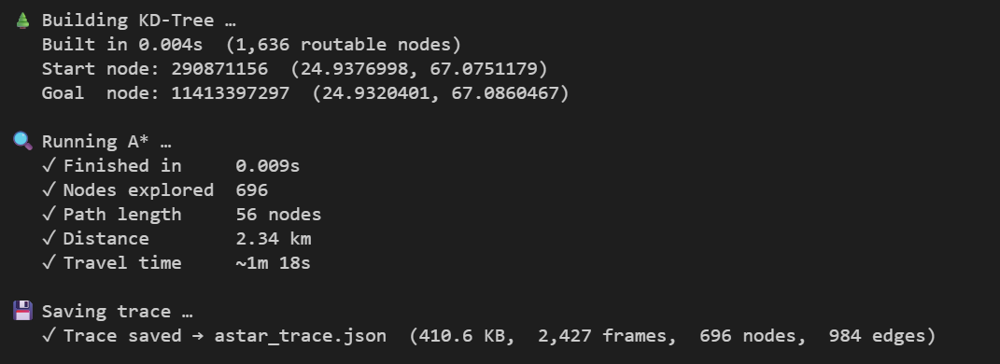 🌲 Building KD-Tree …
Built in 0.004s (1,636 routable nodes)
Start node: 290871156 (24.9376998, 67.0751179)
Goal node: 11413397297 (24.9320401, 67.0860467)
🔍 Running A* …
✓ Finished in 0.009s
✓ Nodes explored 696
✓ Path length 56 nodes
✓ Distance 2.34 km
✓ Travel time ~1m 18s
💾 Saving trace …
✓ Trace saved → astar_trace.json (410.6 KB, 2,427 frames, 696 nodes, 984 edges)